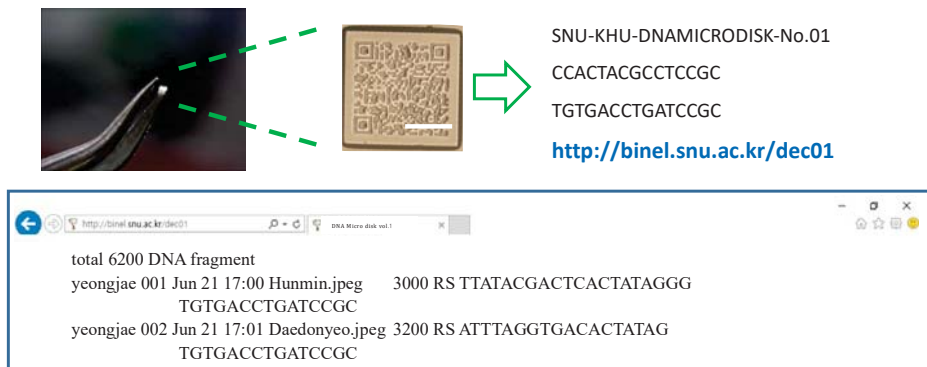 SNU-KHU-DNAMICRODISK-No.01
CCACTACGCCTCCGC
TGTGACCTGATCCGC
http://binel.snu.ac.kr/dec01
http://binel.snu.ac.kr/dec01 DNA Micro disk vol.1
total 6200 DNA fragment
yeongjae 001 Jun 21 17:00 Hunmin.jpeg 3000 RS TTATACGACTCACTATAGGG
TGTGACCTGATCCGC
yeongjae 002 Jun 21 17:01 Daedonyeo.jpeg 3200 RS ATTTAGGTGACACTATAG
TGTGACCTGATCCGC